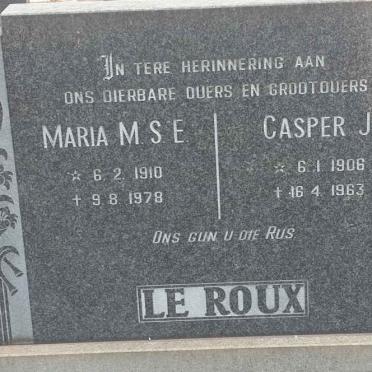 IN TERE HERINNERING AAN
ONS DIERBARE OUERS EN GROOTOUERS
MARIA M.S.E. CASPER J.
☆ 6.2.1910 ☆ 6.1.1906
† 9.8.1978 † 16.4.1963
ONS GUN U DIE RUS
LE ROUX